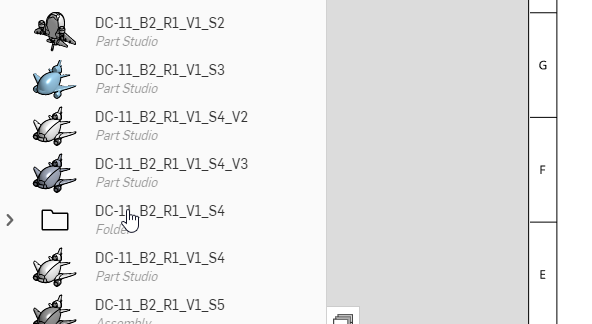 DC-11_B2_R1_V1_S2
Part Studio
DC-11_B2_R1_V1_S3
Part Studio
DC-11_B2_R1_V1_S4_V2
Part Studio
DC-11_B2_R1_V1_S4_V3
Part Studio
DC-11_B2_R1_V1_S4
Folder
DC-11_B2_R1_V1_S4
Part Studio
DC-11_B2_R1_V1_S5
Assembly
G
F
E